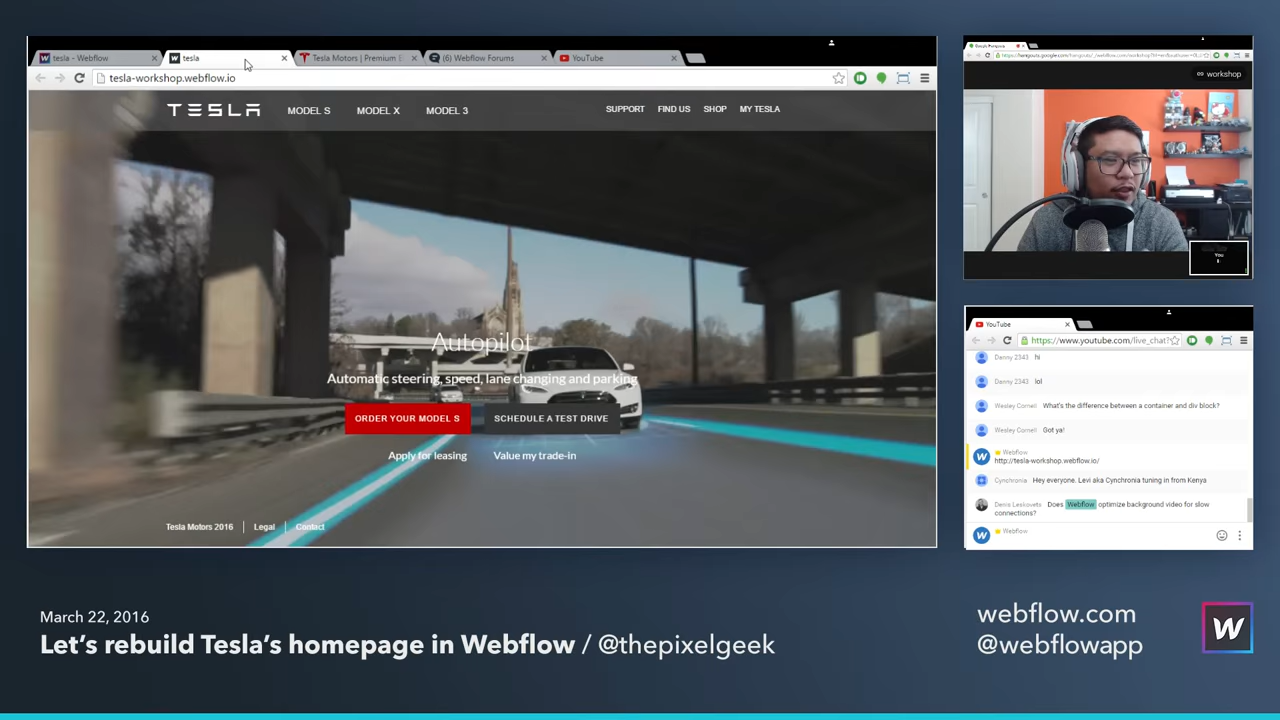 tesla - Webflow
tesla
Tesla Motors | Premium E
(6) Webflow Forums
YouTube
tesla-workshop.webflow.io
TESLA
MODEL S
MODEL X
MODEL 3
SUPPORT
FIND US
SHOP
MY TESLA
Autopilot
Automatic steering, speed, lane changing and parking
ORDER YOUR MODEL S
SCHEDULE A TEST DRIVE
Apply for leasing
Value my trade-in
Tesla Motors 2016
Legal
Contact
Google Hangouts
workshop
You
YouTube
https://www.youtube.com/live_chat?
Danny 2343 hi
Danny 2343 lol
Wesley Cornell What's the difference between a container and div block?
Wesley Cornell Got ya!
Webflow
http://tesla-workshop.webflow.io/
Cynchronia Hey everyone. Levi aka Cynchronia tuning in from Kenya
Denis Leskovets Does Webflow optimize background video for slow
connections?
Webflow
March 22, 2016
Let's rebuild Tesla's homepage in Webflow / @thepixelgeek
webflow.com
@webflowapp
W